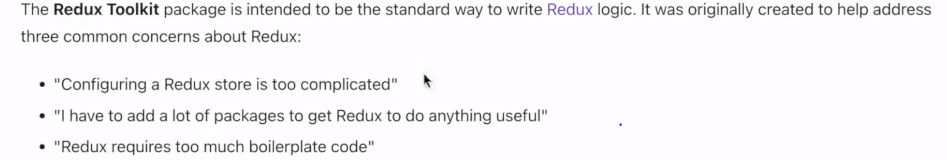 The Redux Toolkit package is intended to be the standard way to write Redux logic. It was originally created to help address
three common concerns about Redux:
• "Configuring a Redux store is too complicated"
• "I have to add a lot of packages to get Redux to do anything useful"
• "Redux requires too much boilerplate code"